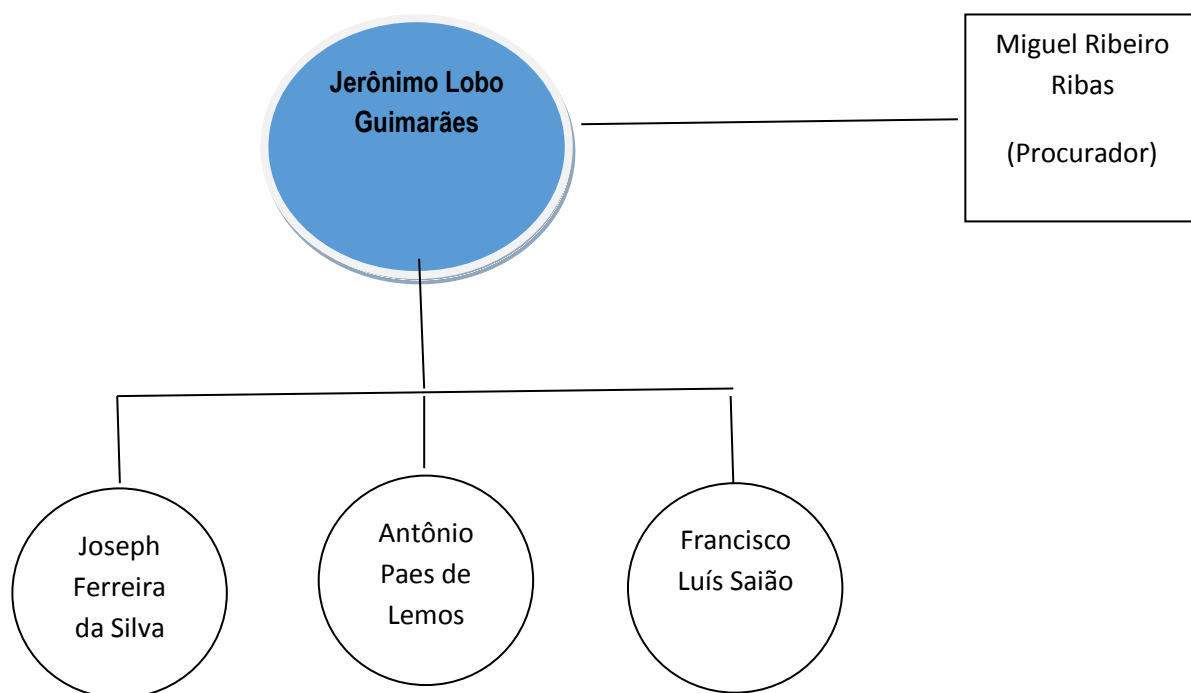 Jerônimo Lobo
Guimarães
Miguel Ribeiro
Ribas
(Procurador)
Joseph
Ferreira
da Silva
Antônio
Paes de
Lemos
Francisco
Luís Saião